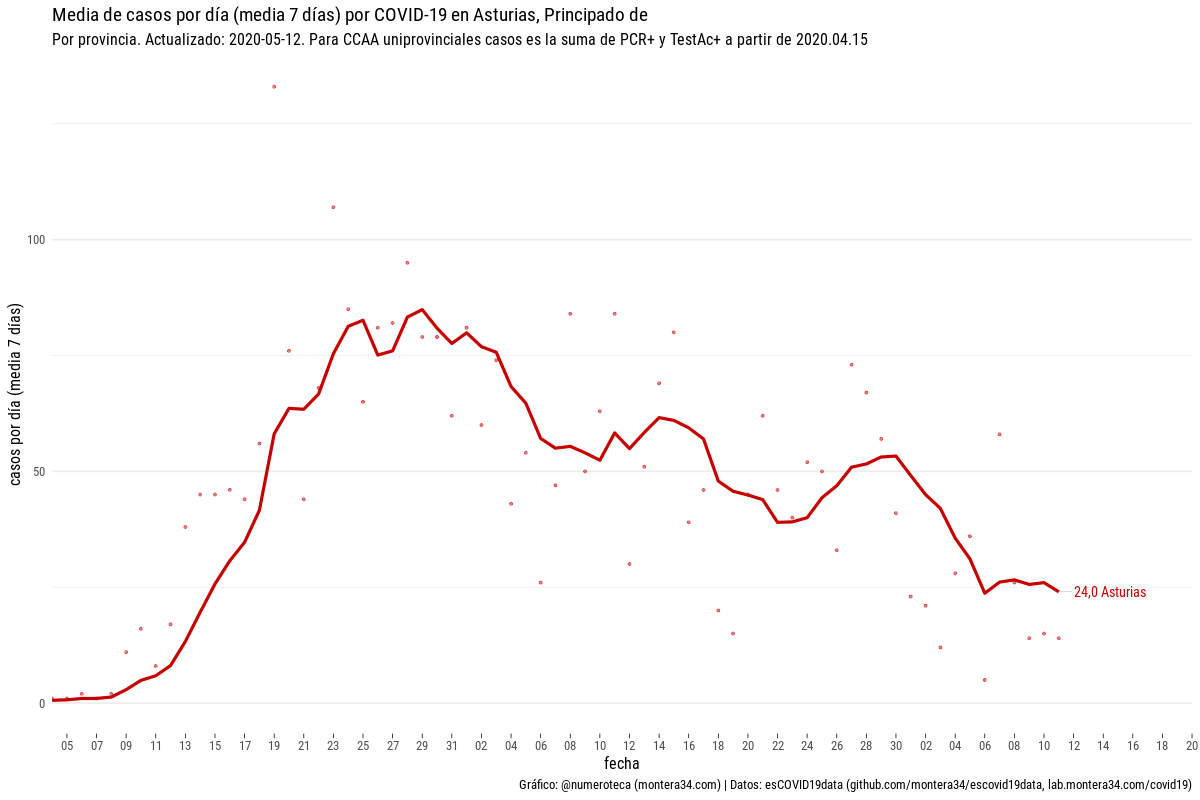 Media de casos por día (media 7 días) por COVID-19 en Asturias, Principado de
Por provincia. Actualizado: 2020-05-12. Para CCAA uniprovinciales casos es la suma de PCR+ y TestAc+ a partir de 2020.04.15
casos por día (media 7 días)
100
50
0
24,0 Asturias
05 07 09 11 13 15 17 19 21 23 25 27 29 31 02 04 06 08 10 12 14 16 18 20 22 24 26 28 30 02 04 06 08 10 12 14 16 18 20
fecha
Gráfico: @numeroteca (montera34.com) | Datos: esCOVID19data (github.com/montera34/escovid19data, lab.montera34.com/covid19)